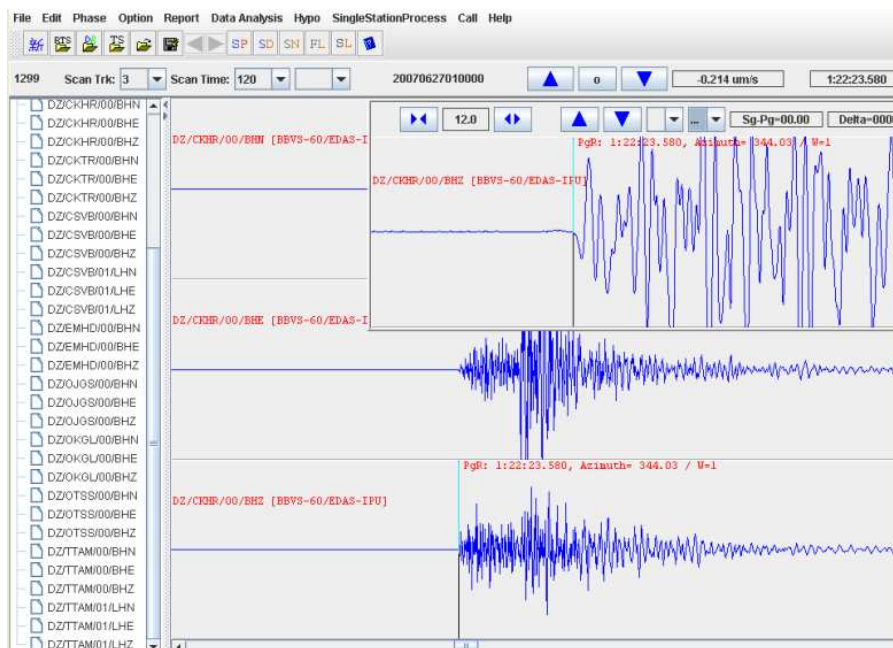 File Edit Phase Option Report Data Analysis Hypo SingleStationProcess Call Help
新 BTS TS SP SD SN FL SL
1299 Scan Trk: 3 Scan Time: 120 20070627010000 0 -0.214 um/s 1:22:23.580
DZ/CKHR/00/BHN
DZ/CKHR/00/BHE
DZ/CKHR/00/BHZ
DZ/CKTR/00/BHN
DZ/CKTR/00/BHE
DZ/CKTR/00/BHZ
DZ/CSVB/00/BHN
DZ/CSVB/00/BHE
DZ/CSVB/00/BHZ
DZ/CSVB/01/LHN
DZ/CSVB/01/LHE
DZ/CSVB/01/LHZ
DZ/EMHD/00/BHN
DZ/EMHD/00/BHE
DZ/EMHD/00/BHZ
DZ/OJGS/00/BHN
DZ/OJGS/00/BHE
DZ/OJGS/00/BHZ
DZ/OKGL/00/BHN
DZ/OKGL/00/BHE
DZ/OKGL/00/BHZ
DZ/OTSS/00/BHN
DZ/OTSS/00/BHE
DZ/OTSS/00/BHZ
DZ/TTAM/00/BHN
DZ/TTAM/00/BHE
DZ/TTAM/00/BHZ
DZ/TTAM/01/LHN
DZ/TTAM/01/LHE
DZ/TTAM/01/LHZ
DZ/CKHR/00/BHN [BBVS-60/EDAS-I
12.0 ... Sg-Pg=00.00 Delta=000
PgR: 1:22:23.580, Azimuth= 344.03 / W=1
DZ/CKHR/00/BHZ [BBVS-60/EDAS-IPU]
DZ/CKHR/00/BHE [BBVS-60/EDAS-I
PgR: 1:22:23.580, Azimuth= 344.03 / W=1
DZ/CKHR/00/BHZ [BBVS-60/EDAS-IPU]